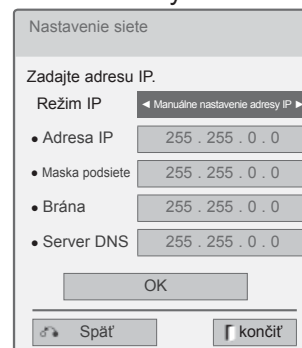 Nastavenie siete
Zadajte adresu IP.
Režim IP ◄ Manuálne nastavenie adresy IP ►
• Adresa IP 255 . 255 . 0 . 0
• Maska podsiete 255 . 255 . 0 . 0
• Brána 255 . 255 . 0 . 0
• Server DNS 255 . 255 . 0 . 0
OK
Späť končiť